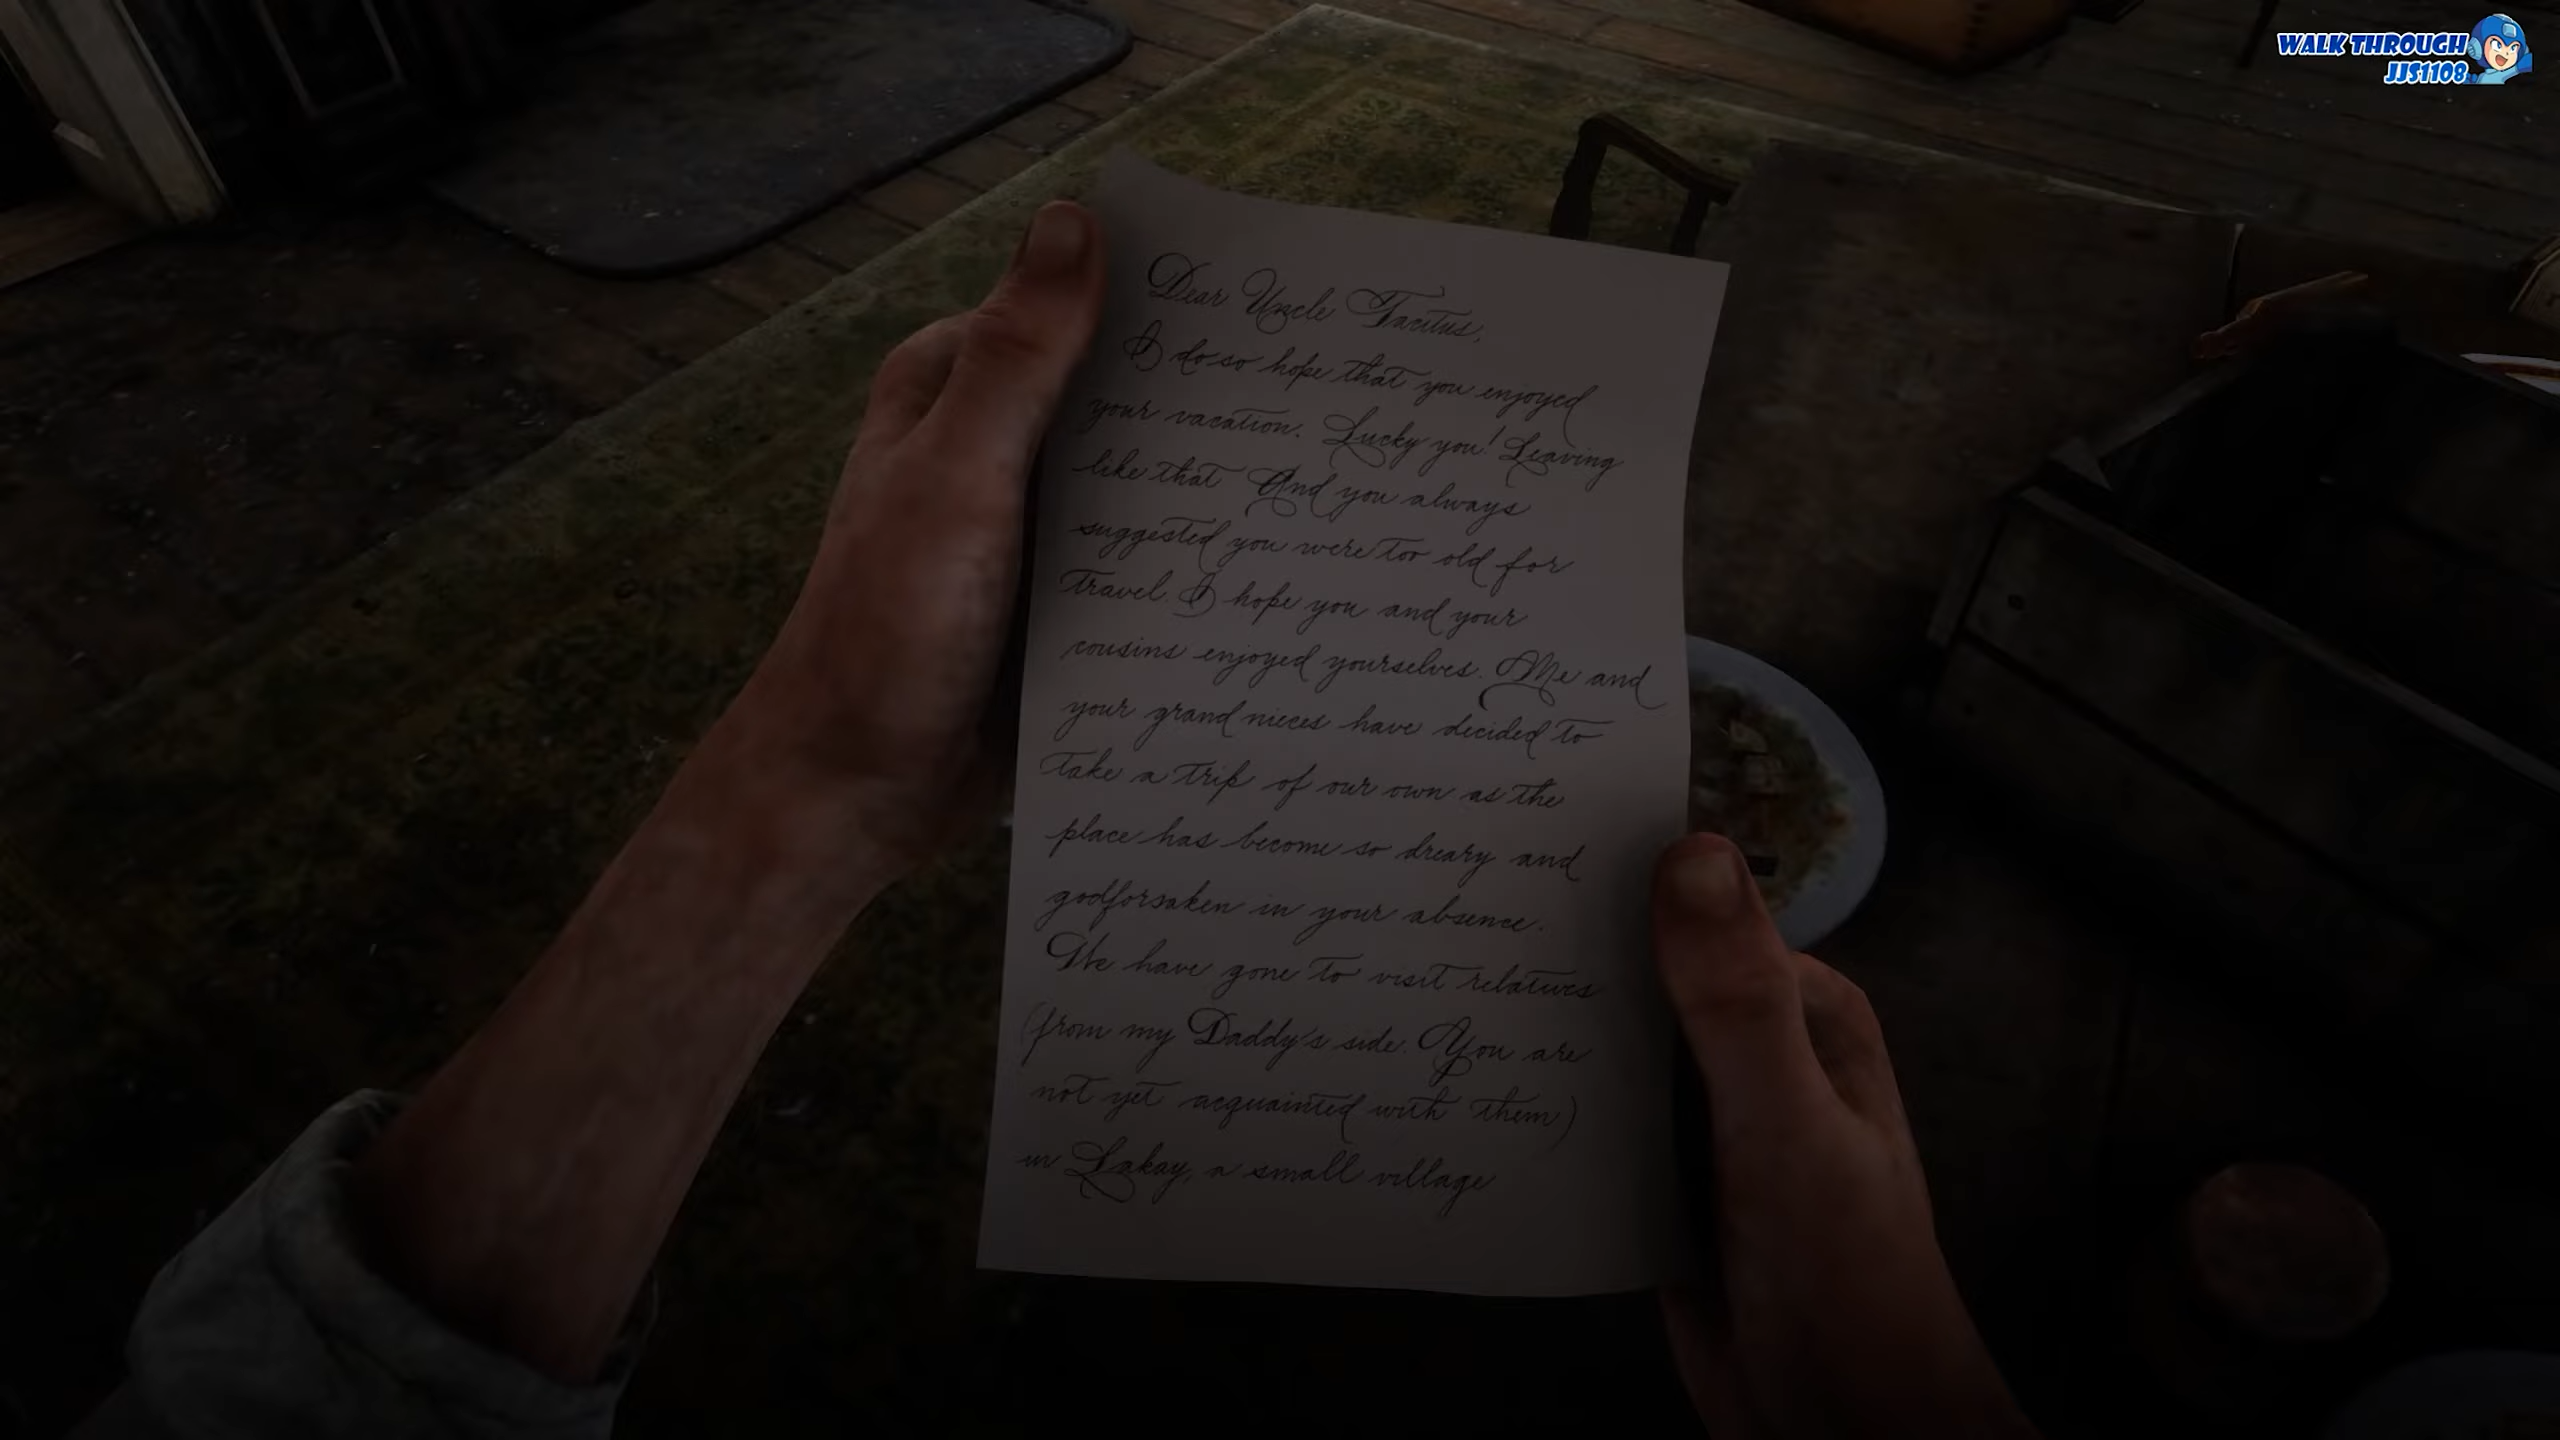 WALK THROUGH
JJS1108
Dear Uncle Tacitus,
I do so hope that you enjoyed
your vacation. Lucky you! Leaving
like that And you always
suggested you were too old for
travel. I hope you and your
cousins enjoyed yourselves. Me and
your grand nieces have decided to
take a trip of our own as the
place has become so dreary and
godforsaken in your absence.
We have gone to visit relatives
(from my Daddy's side. You are
not yet acquainted with them)
in Lakay, a small village